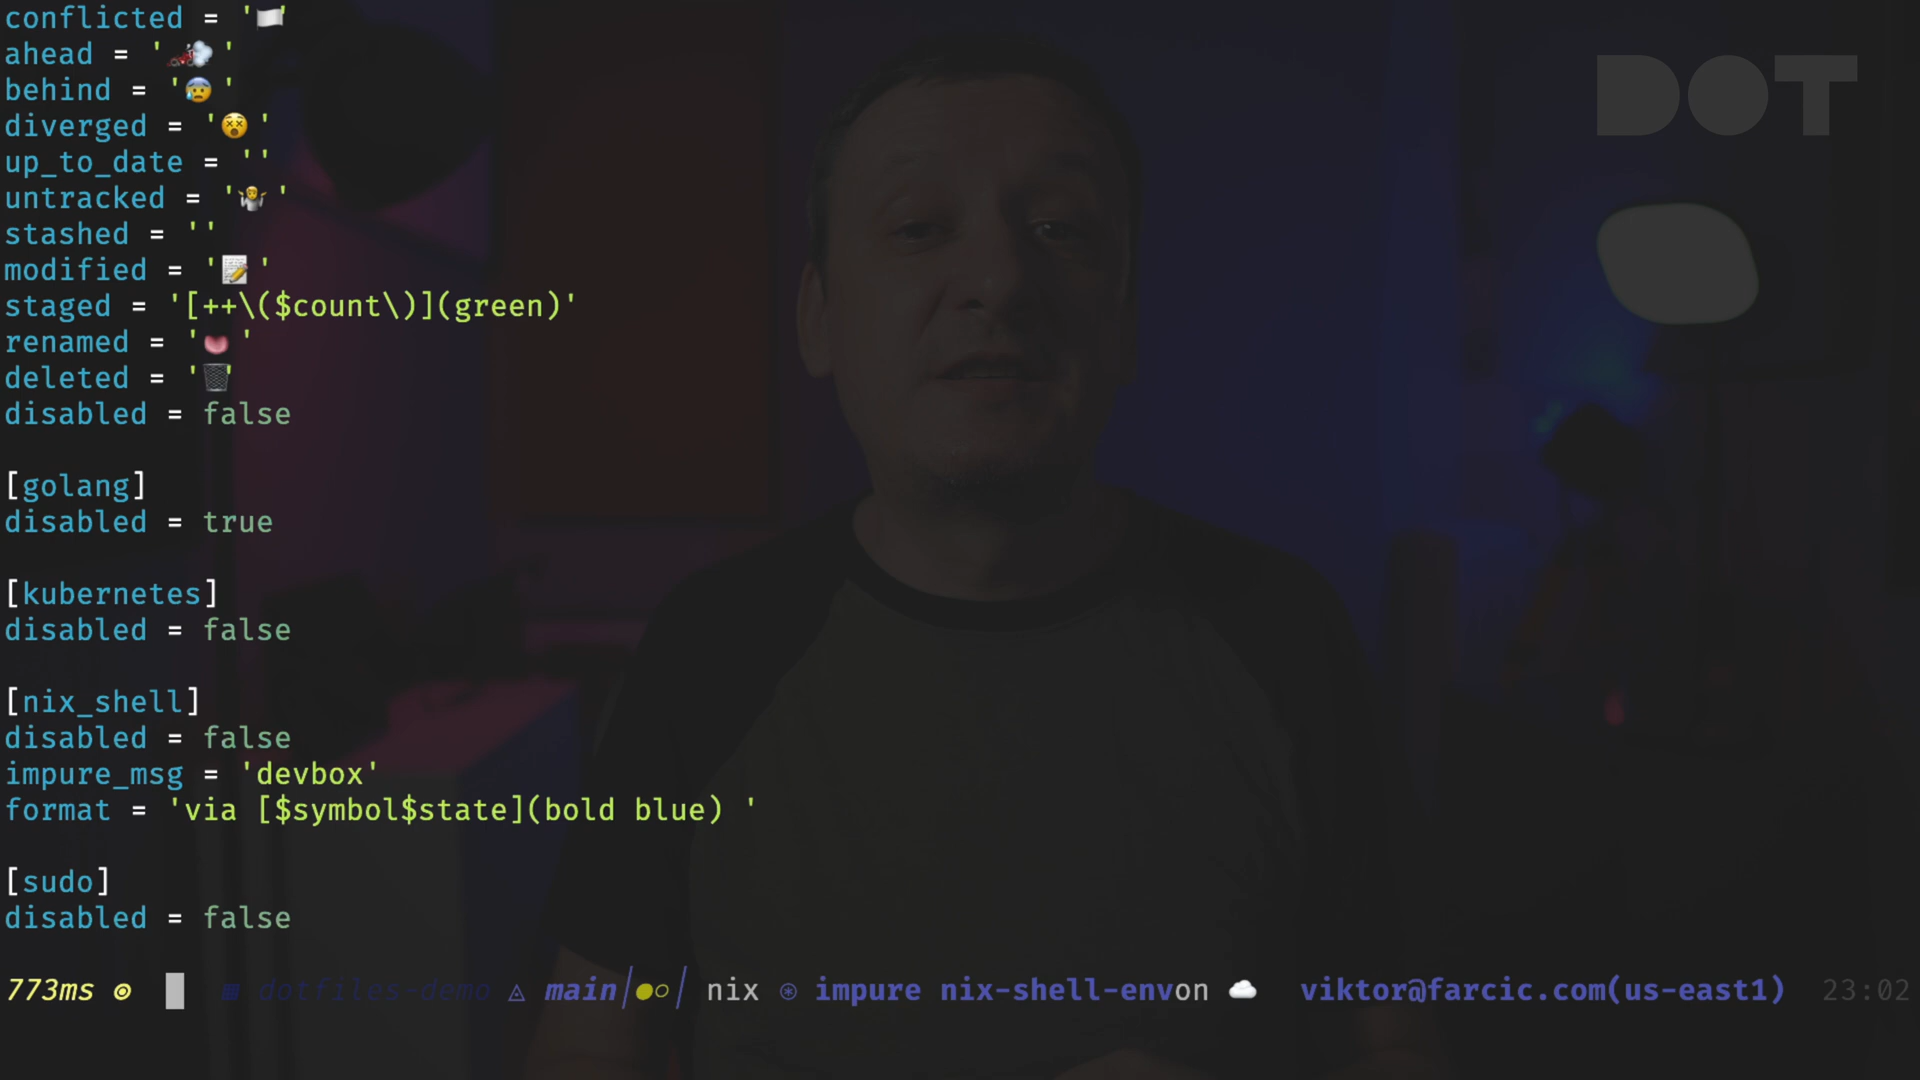 conflicted = '🏳️'
ahead = '🏎️💨 '
behind = '😰 '
diverged = '😵 '
up_to_date = ''
untracked = '🤷 '
stashed = ''
modified = '📝 '
staged = '[++\($count\)](green)'
renamed = '👅 '
deleted = '🗑️'
disabled = false
[golang]
disabled = true
[kubernetes]
disabled = false
[nix_shell]
disabled = false
impure_msg = 'devbox'
format = 'via [$symbol$state](bold blue) '
[sudo]
disabled = false
773ms dotfiles-demo △ main|●○| nix ⊛ impure nix-shell-envon ☁️ viktor@farcic.com(us-east1) 23:02
DOT